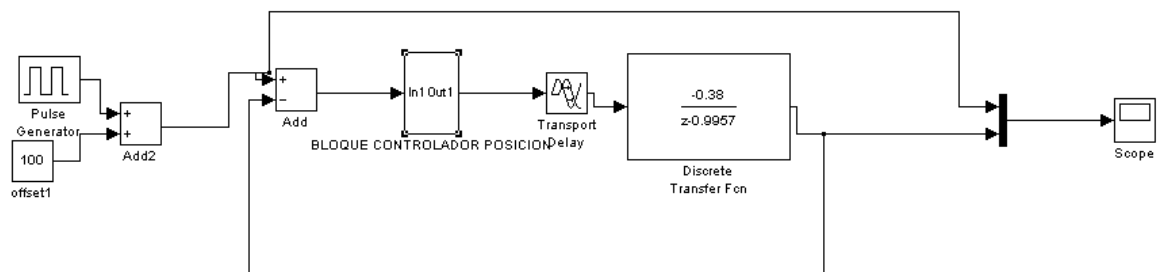 Pulse
Generator
+
+
Add2
100
offset1
+
−
Add
In1 Out1
BLOQUE CONTROLADOR POSICION
Transport
Delay
-0.38
z-0.9957
Discrete
Transfer Fcn
Scope